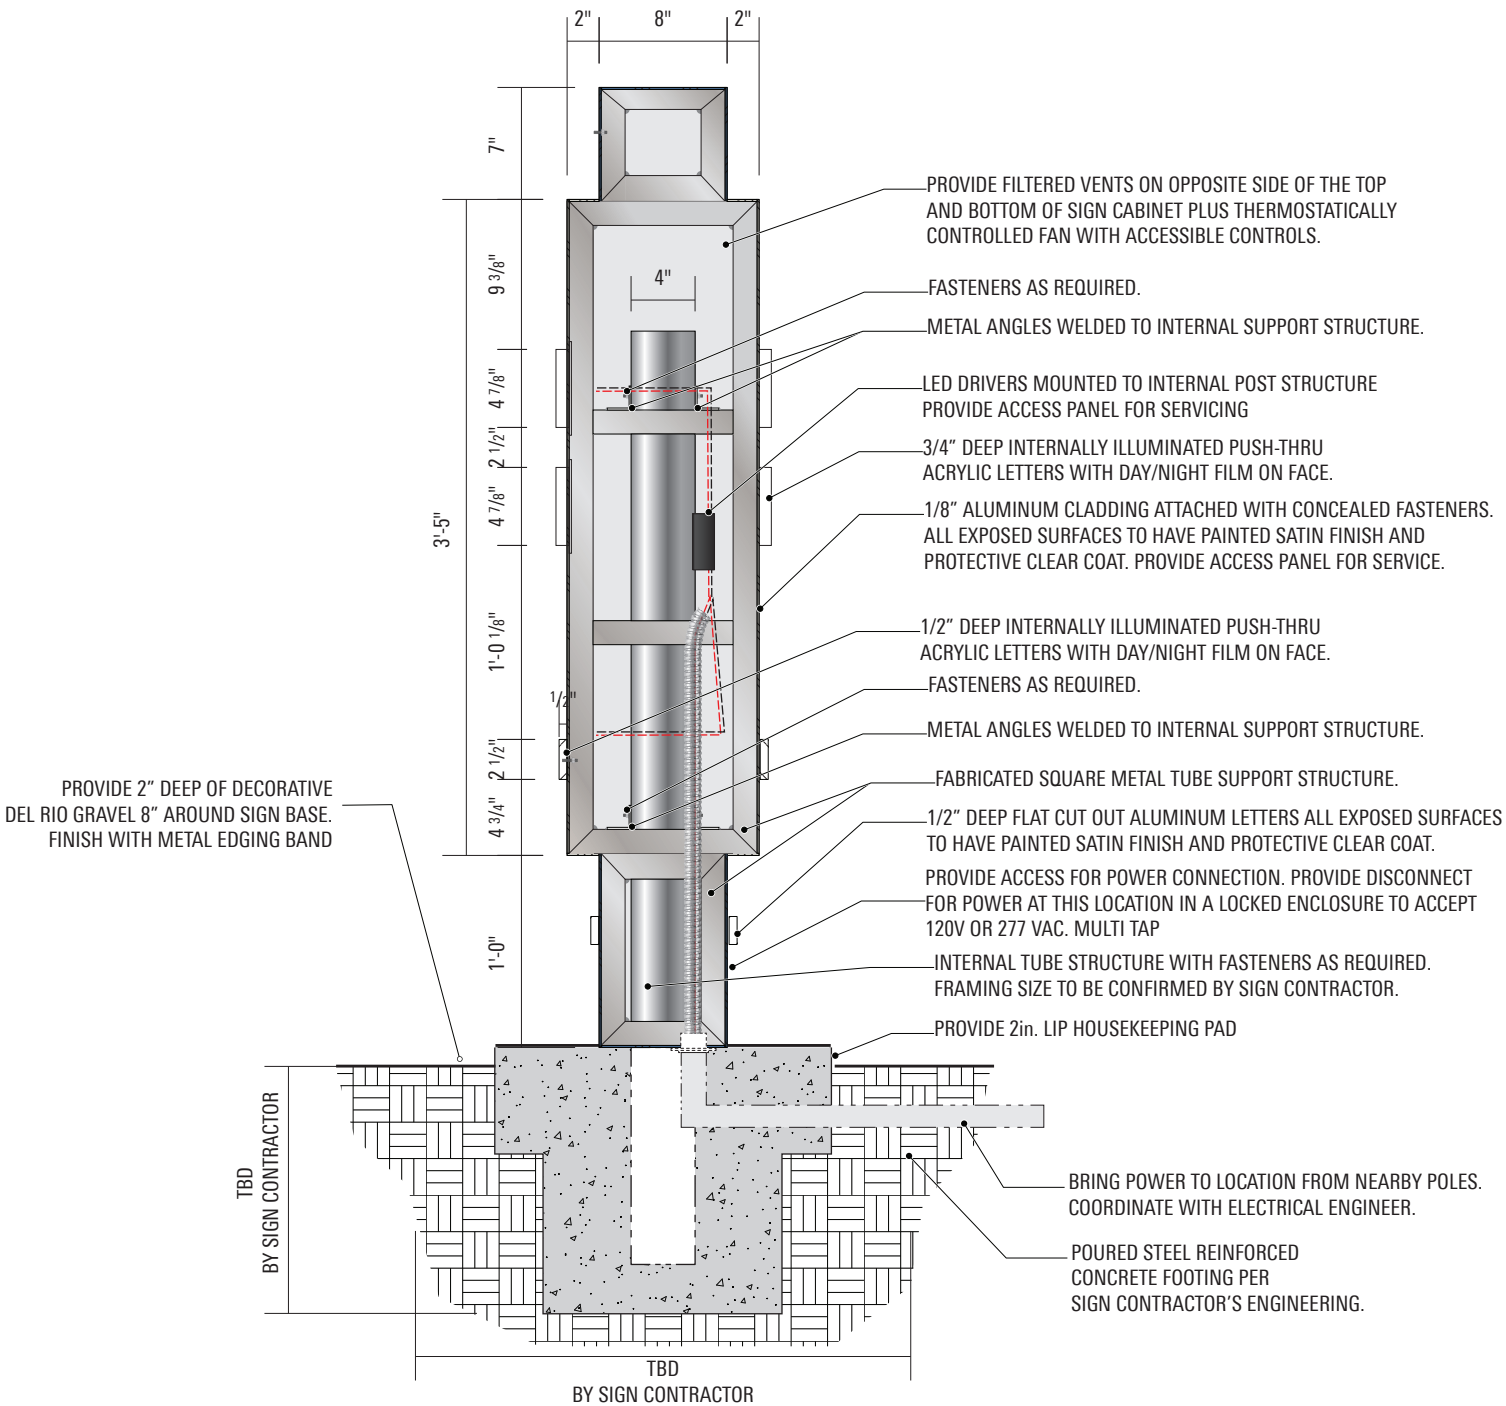 2"
8"
2"
7"
9 3/8"
4 7/8"
2 1/2"
4 7/8"
3'-5"
1'-0 1/8"
1/2"
2 1/2"
4 3/4"
1'-0"
4"
PROVIDE FILTERED VENTS ON OPPOSITE SIDE OF THE TOP
AND BOTTOM OF SIGN CABINET PLUS THERMOSTATICALLY
CONTROLLED FAN WITH ACCESSIBLE CONTROLS.
FASTENERS AS REQUIRED.
METAL ANGLES WELDED TO INTERNAL SUPPORT STRUCTURE.
LED DRIVERS MOUNTED TO INTERNAL POST STRUCTURE
PROVIDE ACCESS PANEL FOR SERVICING
3/4” DEEP INTERNALLY ILLUMINATED PUSH-THRU
ACRYLIC LETTERS WITH DAY/NIGHT FILM ON FACE.
1/8” ALUMINUM CLADDING ATTACHED WITH CONCEALED FASTENERS.
ALL EXPOSED SURFACES TO HAVE PAINTED SATIN FINISH AND
PROTECTIVE CLEAR COAT. PROVIDE ACCESS PANEL FOR SERVICE.
1/2” DEEP INTERNALLY ILLUMINATED PUSH-THRU
ACRYLIC LETTERS WITH DAY/NIGHT FILM ON FACE.
FASTENERS AS REQUIRED.
METAL ANGLES WELDED TO INTERNAL SUPPORT STRUCTURE.
FABRICATED SQUARE METAL TUBE SUPPORT STRUCTURE.
1/2” DEEP FLAT CUT OUT ALUMINUM LETTERS ALL EXPOSED SURFACES
TO HAVE PAINTED SATIN FINISH AND PROTECTIVE CLEAR COAT.
PROVIDE ACCESS FOR POWER CONNECTION. PROVIDE DISCONNECT
FOR POWER AT THIS LOCATION IN A LOCKED ENCLOSURE TO ACCEPT
120V OR 277 VAC. MULTI TAP
INTERNAL TUBE STRUCTURE WITH FASTENERS AS REQUIRED.
FRAMING SIZE TO BE CONFIRMED BY SIGN CONTRACTOR.
PROVIDE 2in. LIP HOUSEKEEPING PAD
PROVIDE 2” DEEP OF DECORATIVE
DEL RIO GRAVEL 8” AROUND SIGN BASE.
FINISH WITH METAL EDGING BAND
TBD
BY SIGN CONTRACTOR
BRING POWER TO LOCATION FROM NEARBY POLES.
COORDINATE WITH ELECTRICAL ENGINEER.
POURED STEEL REINFORCED
CONCRETE FOOTING PER
SIGN CONTRACTOR’S ENGINEERING.
TBD
BY SIGN CONTRACTOR